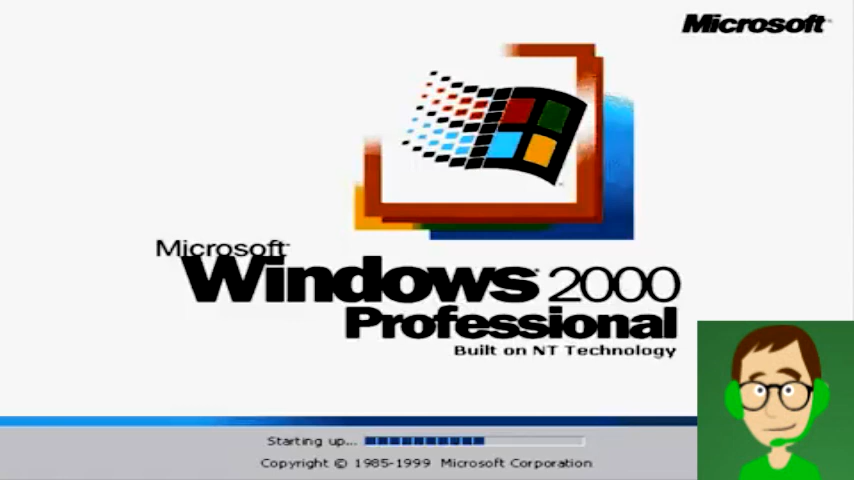 Microsoft
Microsoft
Windows 2000
Professional
Built on NT Technology
Starting up...
Copyright © 1985-1999 Microsoft Corporation